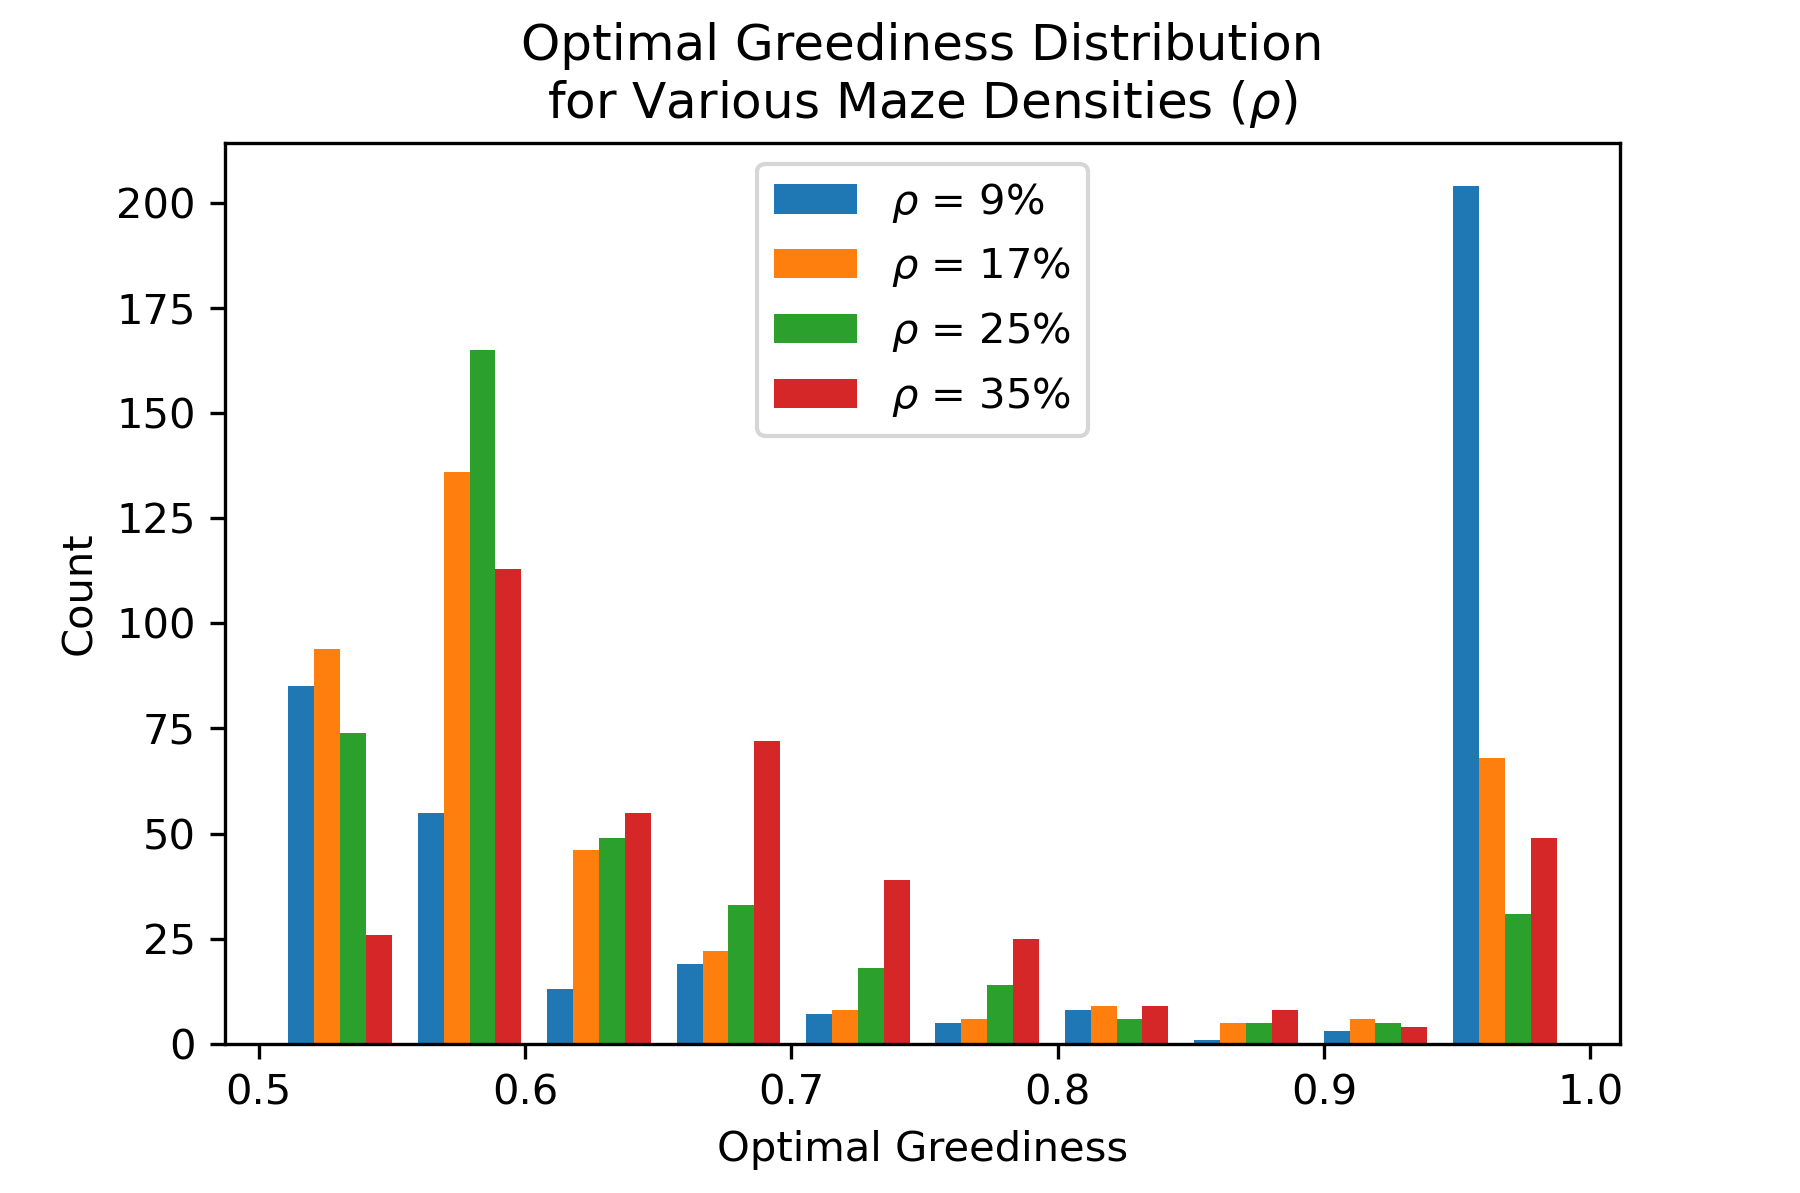 Optimal Greediness Distribution
for Various Maze Densities (ρ)
ρ = 9%
ρ = 17%
ρ = 25%
ρ = 35%
Count
200
175
150
125
100
75
50
25
0
0.5 0.6 0.7 0.8 0.9 1.0
Optimal Greediness